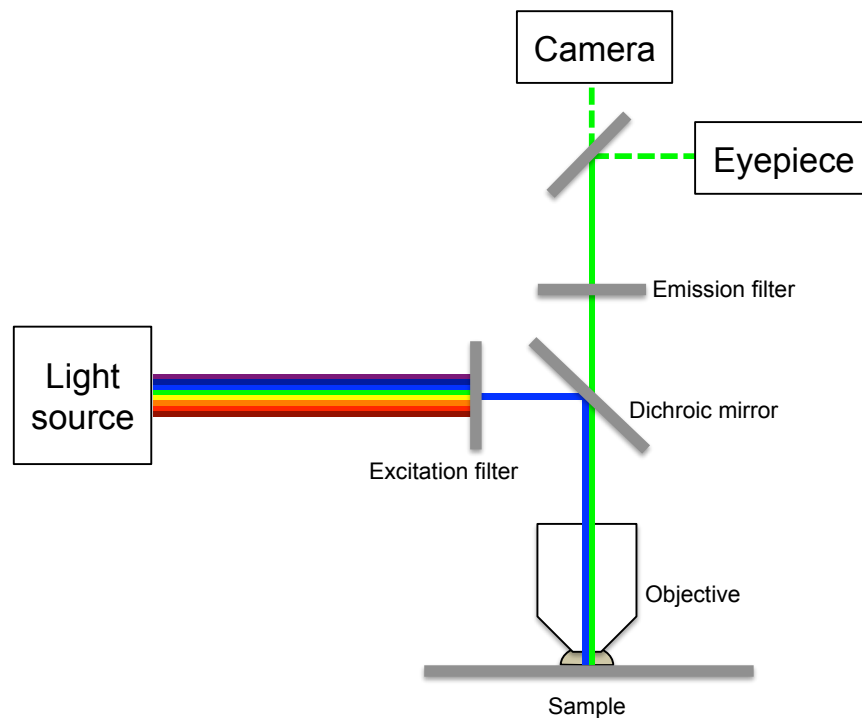 Camera
Eyepiece
Emission filter
Light
source
Dichroic mirror
Excitation filter
Objective
Sample